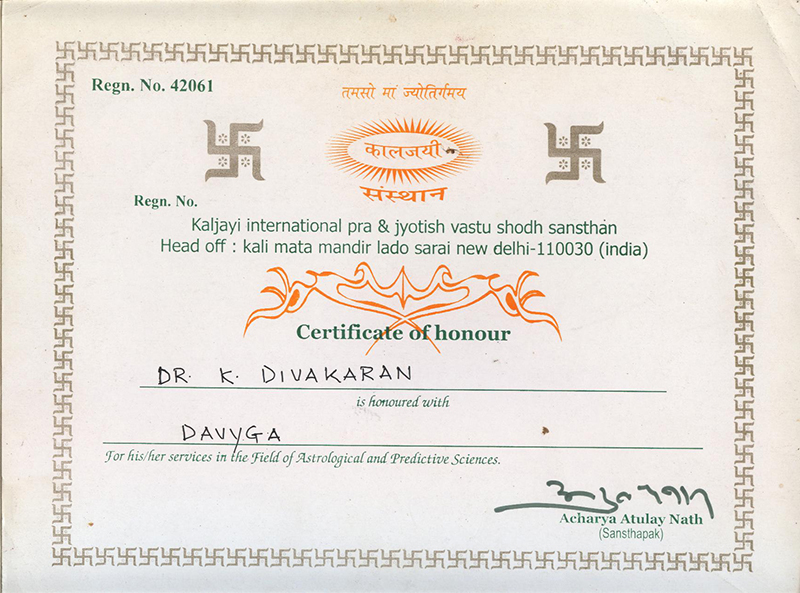 Regn. No. 42061
तमसो मां ज्योतिर्गमय
कालजयी
संस्थान
Regn. No.
Kaljayi international pra & jyotish vastu shodh sansthan
Head off : kali mata mandir lado sarai new delhi-110030 (india)
Certificate of honour
DR. K. DIVAKARAN
is honoured with
DAVYGA
For his/her services in the Field of Astrological and Predictive Sciences.
Acharya Atulay Nath
(Sansthapak)